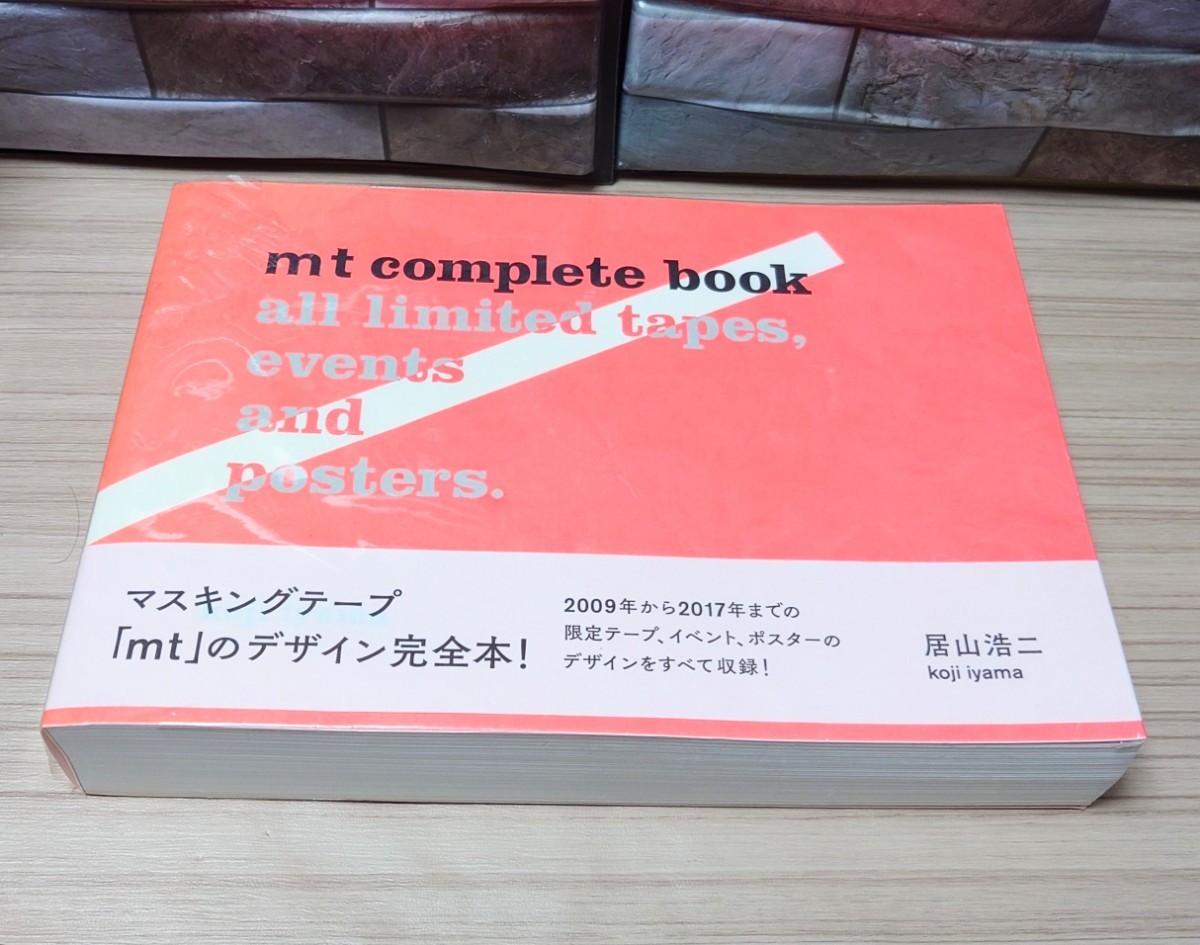 mt complete book
all limited tapes,
events
and
posters.
マスキングテープ
「mt」のデザイン完全本!
2009年から2017年までの
限定テープ、イベント、ポスターの
デザインをすべて収録!
居山浩二
koji iyama